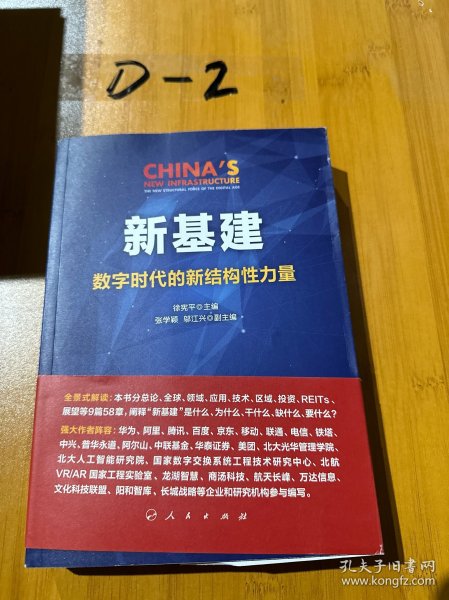 D-2
CHINA'S
NEW INFRASTRUCTURE
THE NEW STRUCTURAL FORCE OF THE DIGITAL AGE
新基建
数字时代的新结构性力量
徐宪平◎主编
张学颖 邬江兴◎副主编
全景式解读：本书分总论、全球、领域、应用、技术、区域、投资、REITs、
展望等9篇58章，阐释“新基建”是什么、为什么、干什么、缺什么、要什么？
强大作者阵容：华为、阿里、腾讯、百度、京东、移动、联通、电信、铁塔、
中兴、普华永道、阿尔山、中联基金、华泰证券、美团、北大光华管理学院、
北大人工智能研究院、国家数字交换系统工程技术研究中心、北航
VR/AR 国家工程实验室、龙湖智慧、商汤科技、航天长峰、万达信息、
文化科技联盟、阳和智库、长城战略等企业和研究机构参与编写。
人民出版社
孔夫子旧书网
www.kongfz.com